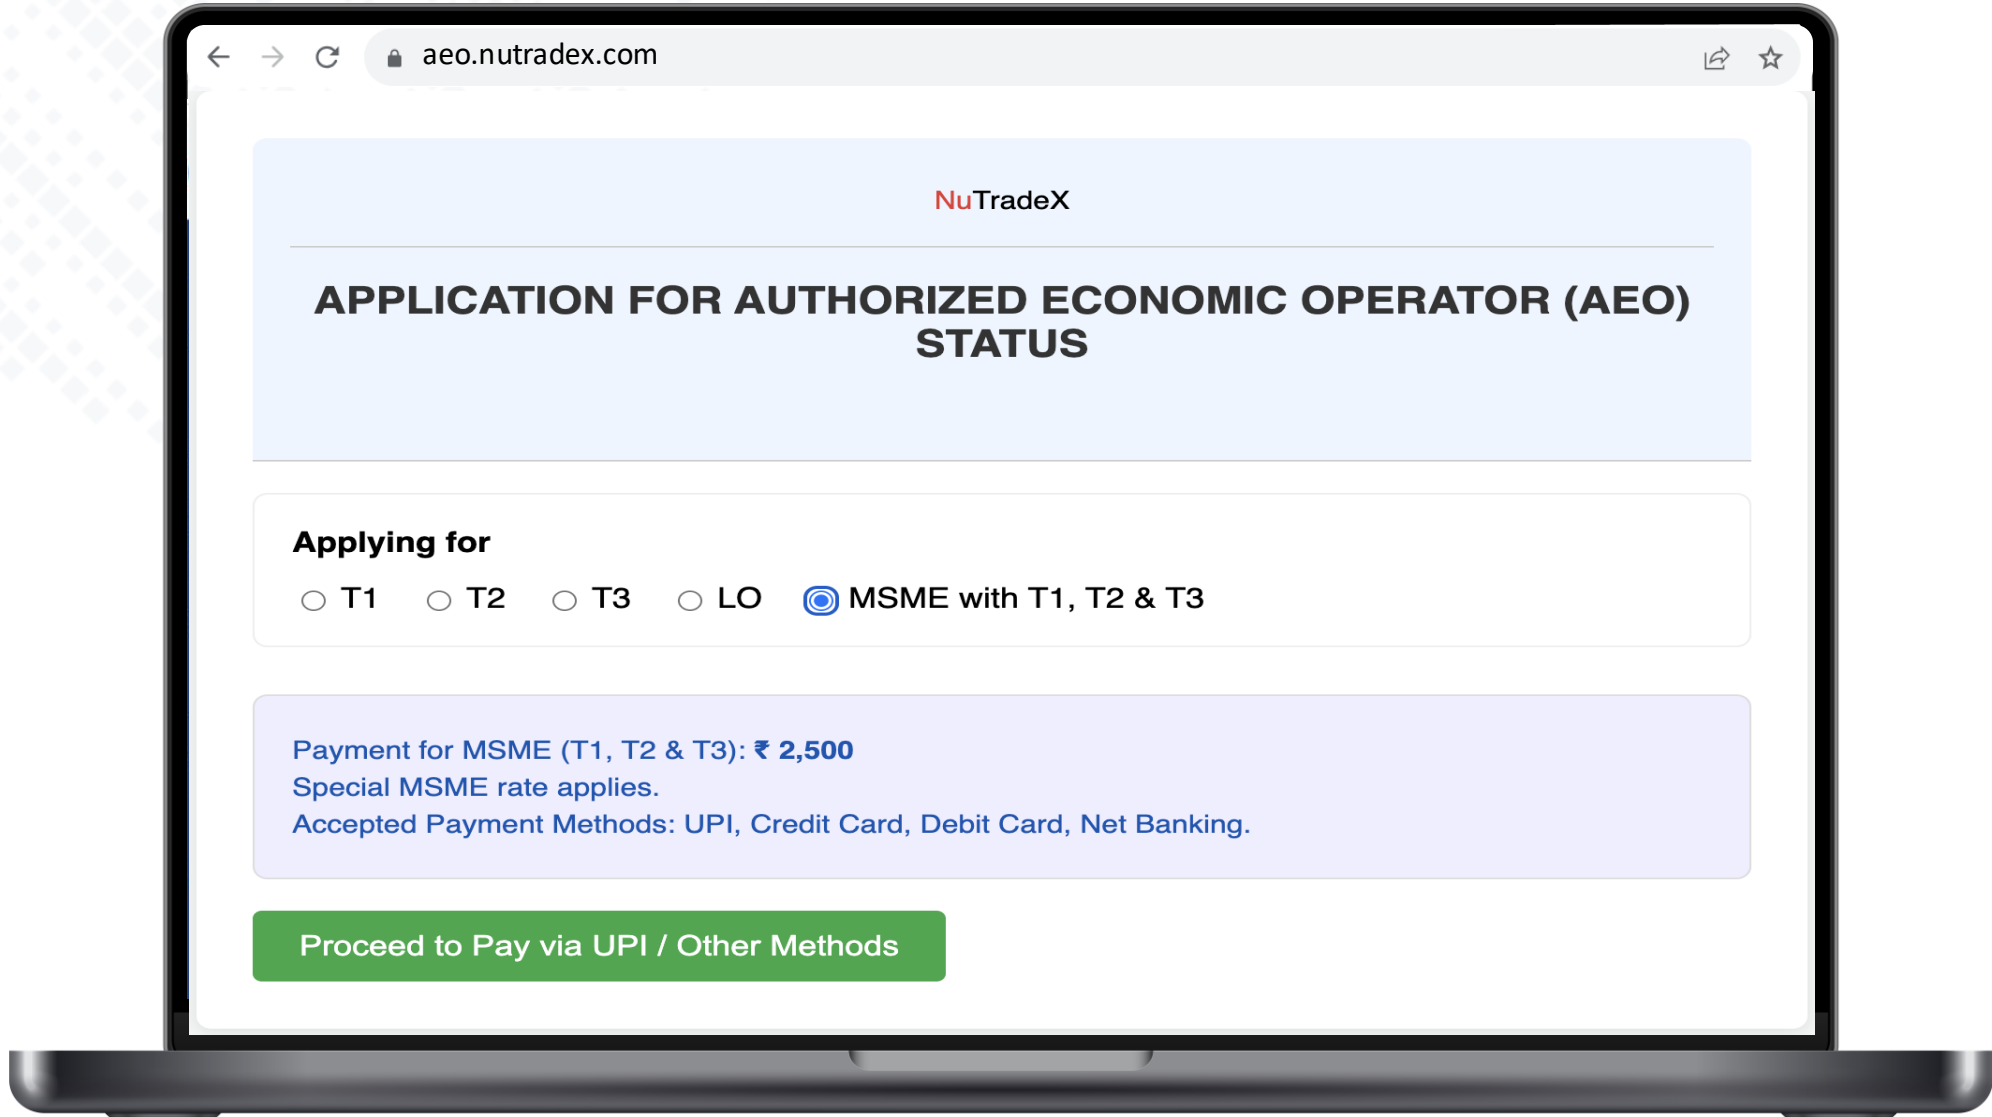 aeo.nutradex.com
NuTradeX
APPLICATION FOR AUTHORIZED ECONOMIC OPERATOR (AEO)
STATUS
Applying for
T1 T2 T3 LO MSME with T1, T2 & T3
Payment for MSME (T1, T2 & T3): ₹ 2,500
Special MSME rate applies.
Accepted Payment Methods: UPI, Credit Card, Debit Card, Net Banking.
Proceed to Pay via UPI / Other Methods